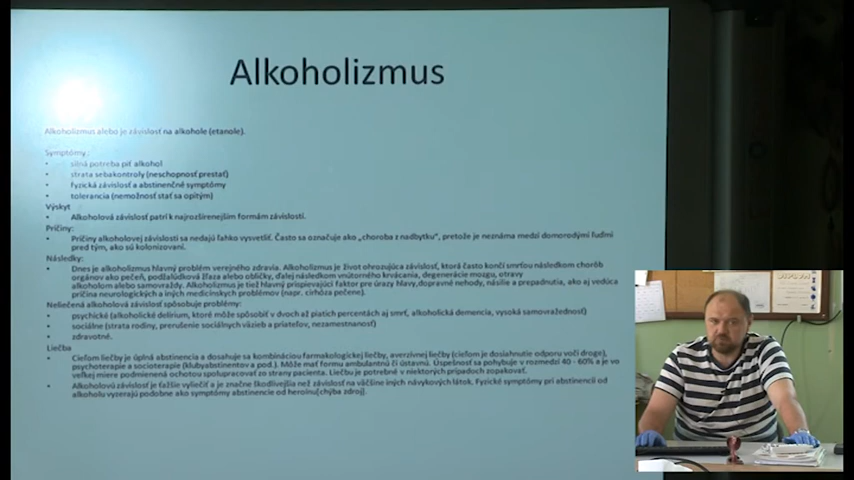 Alkoholizmus
Alkoholizmus alebo je závislosť na alkohole (etanole).
Symptómy :
• silná potreba piť alkohol
• strata sebakontroly (neschopnosť prestať)
• fyzická závislosť a abstinenčné symptómy
• tolerancia (nemožnosť stať sa opitým)
Výskyt
• Alkoholová závislosť patrí k najrozšírenejším formám závislosti.
Príčiny:
• Príčiny alkoholovej závislosti sa nedajú ľahko vysvetliť. Často sa označuje ako „choroba z nadbytku", pretože je neznáma medzi domorodými ľuďmi
pred tým, ako sú kolonizovaní.
Následky:
• Dnes je alkoholizmus hlavný problém verejného zdravia. Alkoholizmus je život ohrozujúca závislosť, ktorá často končí smrťou následkom chorôb
orgánov ako pečeň, podžalúdková žľaza alebo obličky, ďalej následkom vnútorného krvácania, degenerácie mozgu, otravy
alkoholom alebo samovraždy. Alkoholizmus je tiež hlavný prispievajúci faktor pre úrazy hlavy,dopravné nehody, násilie a prepadnutia, ako aj vedúca
príčina neurologických a iných medicínskych problémov (napr. cirhóza pečene).
Neliečená alkoholová závislosť spôsobuje problémy:
• psychické (alkoholické delírium, ktoré môže spôsobiť v dvoch až piatich percentách aj smrť, alkoholická demencia, vysoká samovražednosť)
• sociálne (strata rodiny, prerušenie sociálnych väzieb a priateľov, nezamestnanosť)
• zdravotné.
Liečba
• Cieľom liečby je úplná abstinencia a dosahuje sa kombináciou farmakologickej liečby, averzívnej liečby (cieľom je dosiahnutie odporu voči droge),
psychoterapie a socioterapie (klubyabstinentov a pod.). Môže mať formu ambulantnú či ústavnú. Úspešnosť sa pohybuje v rozmedzí 40 - 60% a je vo
veľkej miere podmienená ochotou spolupracovať zo strany pacienta. Liečbu je potrebné v niektorých prípadoch zopakovať.
• Alkoholovú závislosť je ťažšie vyliečiť a je značne škodlivejšia než závislosť na väčšine iných návykových látok. Fyzické symptómy pri abstinencii od
alkoholu vyzerajú podobne ako symptómy abstinencie od heroínu[chýba zdroj].